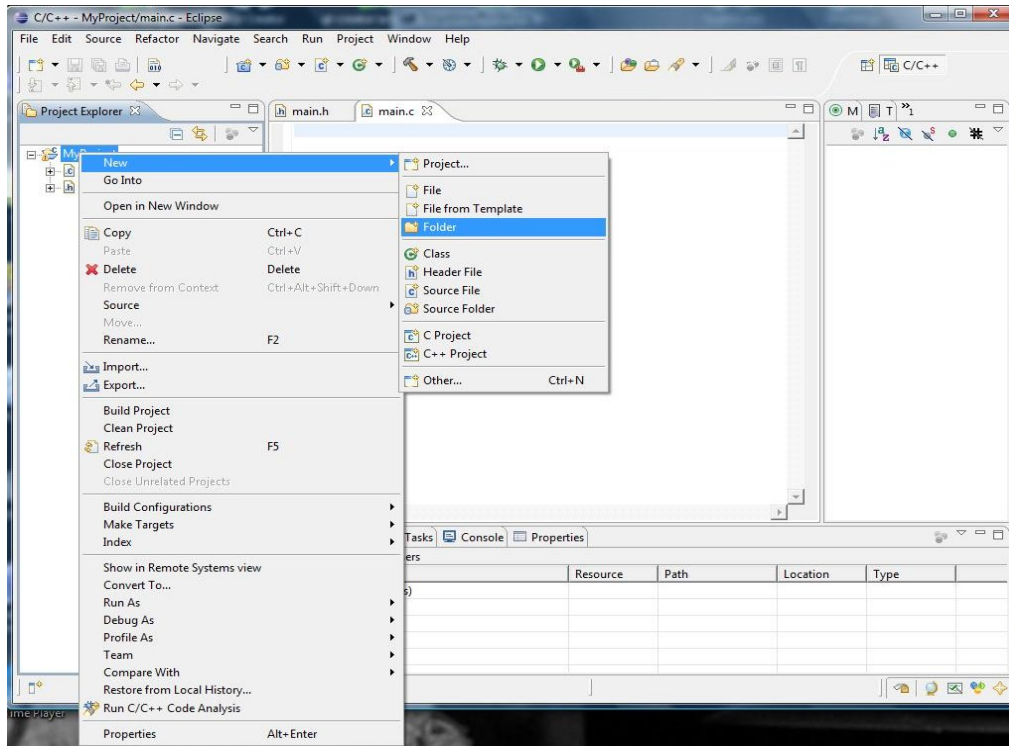 C/C++ - MyProject/main.c - Eclipse
File Edit Source Refactor Navigate Search Run Project Window Help
C/C++
Project Explorer
main.h
main.c
M
T
»1
New
Go Into
Open in New Window
Copy Ctrl+C
Paste Ctrl+V
Delete Delete
Remove from Context Ctrl+Alt+Shift+Down
Source
Move...
Rename... F2
Import...
Export...
Build Project
Clean Project
Refresh F5
Close Project
Close Unrelated Projects
Build Configurations
Make Targets
Index
Show in Remote Systems view
Convert To...
Run As
Debug As
Profile As
Team
Compare With
Restore from Local History...
Run C/C++ Code Analysis
Properties Alt+Enter
Project...
File
File from Template
Folder
Class
Header File
Source File
Source Folder
C Project
C++ Project
Other... Ctrl+N
Tasks Console Properties
ers
Resource Path Location Type
s)
ime Player